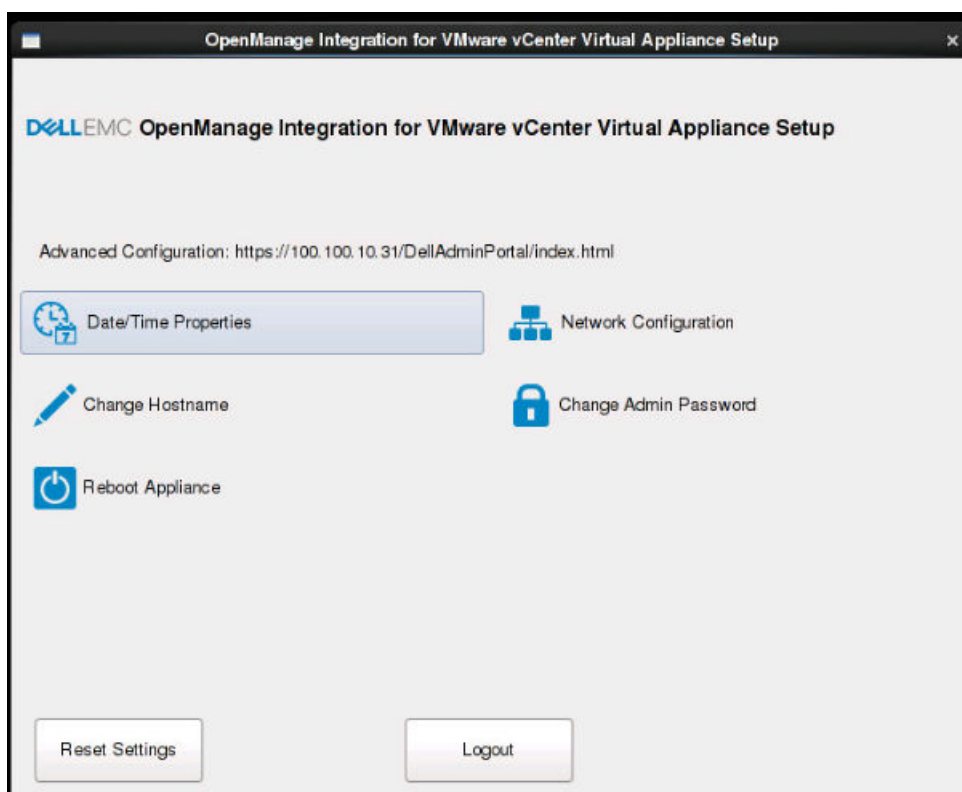 OpenManage Integration for VMware vCenter Virtual Appliance Setup
DELLEMC OpenManage Integration for VMware vCenter Virtual Appliance Setup
Advanced Configuration: https://100.100.10.31/DellAdminPortal/index.html
7 Date/Time Properties
Network Configuration
Change Hostname
Change Admin Password
Reboot Appliance
Reset Settings
Logout